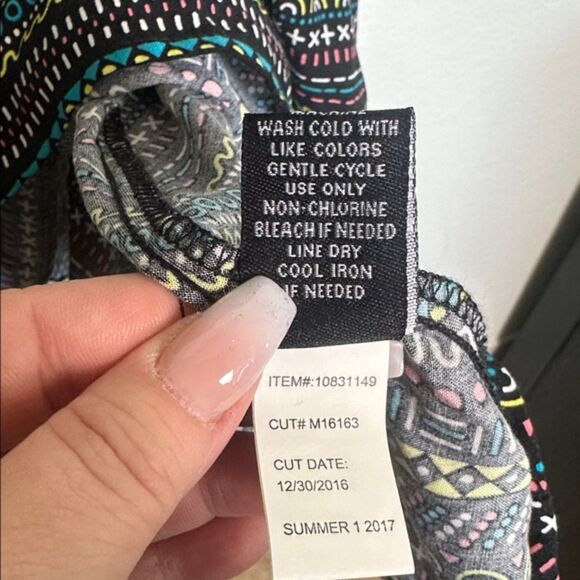 WASH COLD WITH
LIKE COLORS
GENTLE CYCLE
USE ONLY
NON-CHLORINE
BLEACH IF NEEDED
LINE DRY
COOL IRON
IF NEEDED
ITEM#:10831149
CUT# M16163
CUT DATE:
12/30/2016
SUMMER 1 2017